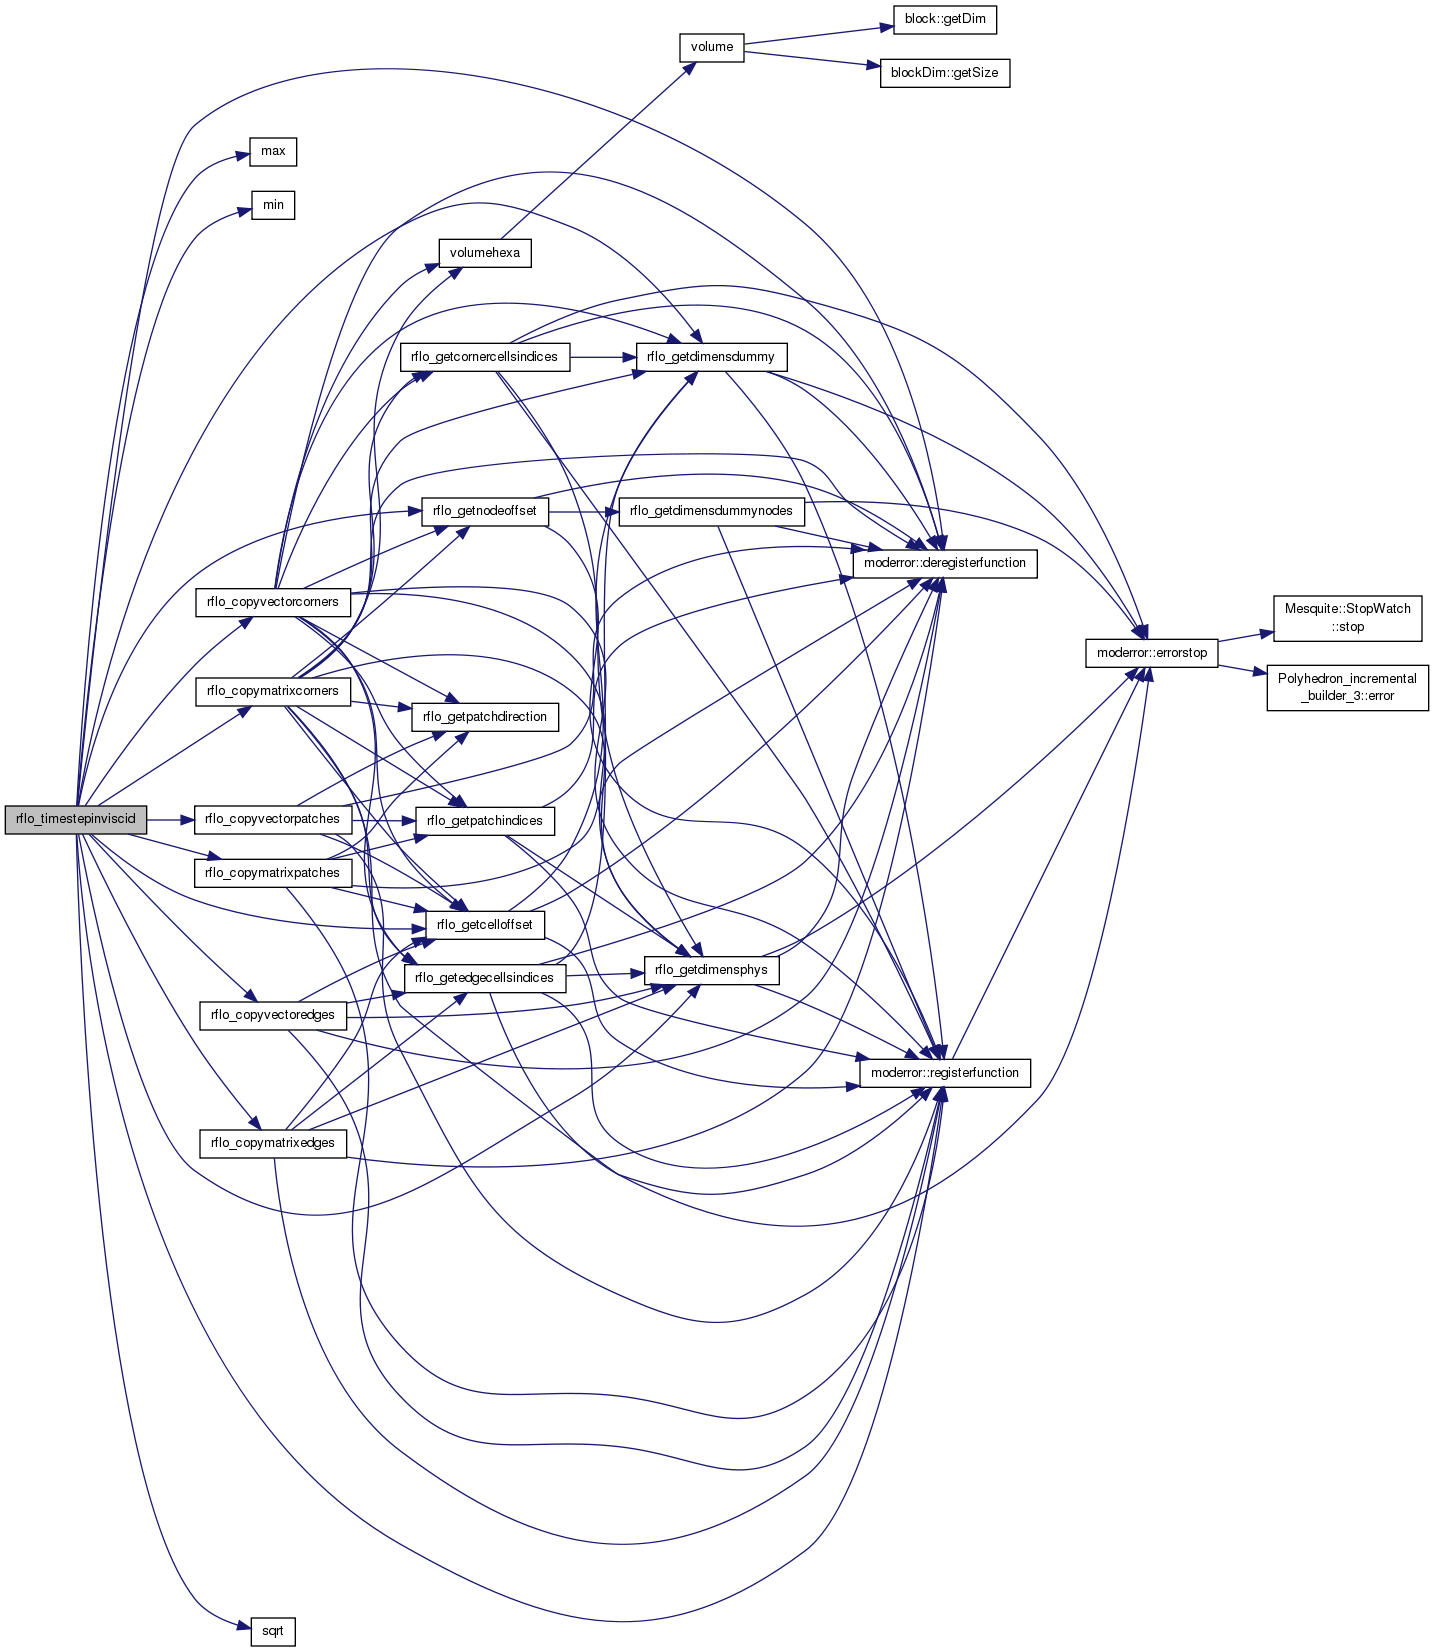 block::getDim
volume
blockDim::getSize
max
min
volumehexa
rflo_getcornercellsindices
rflo_getdimensdummy
rflo_getnodeoffset
rflo_getdimensdummynodes
moderror::deregisterfunction
rflo_copyvectorcorners
Mesquite::StopWatch
::stop
moderror::errorstop
rflo_copymatrixcorners
Polyhedron_incremental
_builder_3::error
rflo_getpatchdirection
rflo_timestepinviscid
rflo_copyvectorpatches
rflo_getpatchindices
rflo_copymatrixpatches
rflo_getcelloffset
rflo_getedgecellsindices
rflo_getdimensphys
rflo_copyvectoredges
moderror::registerfunction
rflo_copymatrixedges
sqrt